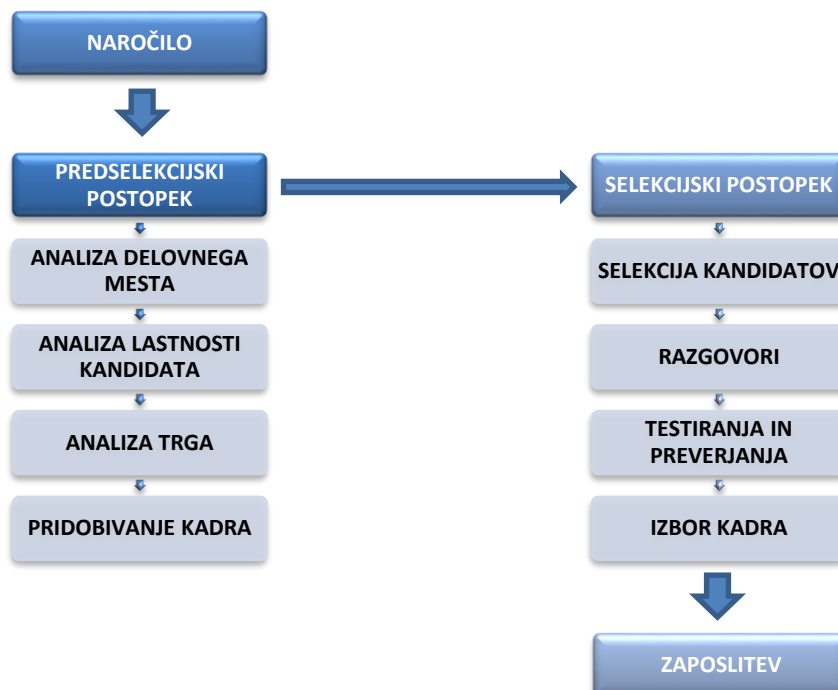 NAROČILO
PREDSELEKCIJSKI
POSTOPEK
ANALIZA DELOVNEGA
MESTA
ANALIZA LASTNOSTI
KANDIDATA
ANALIZA TRGA
PRIDOBIVANJE KADRA
SELEKCIJSKI POSTOPEK
SELEKCIJA KANDIDATOV
RAZGOVORI
TESTIRANJA IN
PREVERJANJA
IZBOR KADRA
ZAPOSLITEV